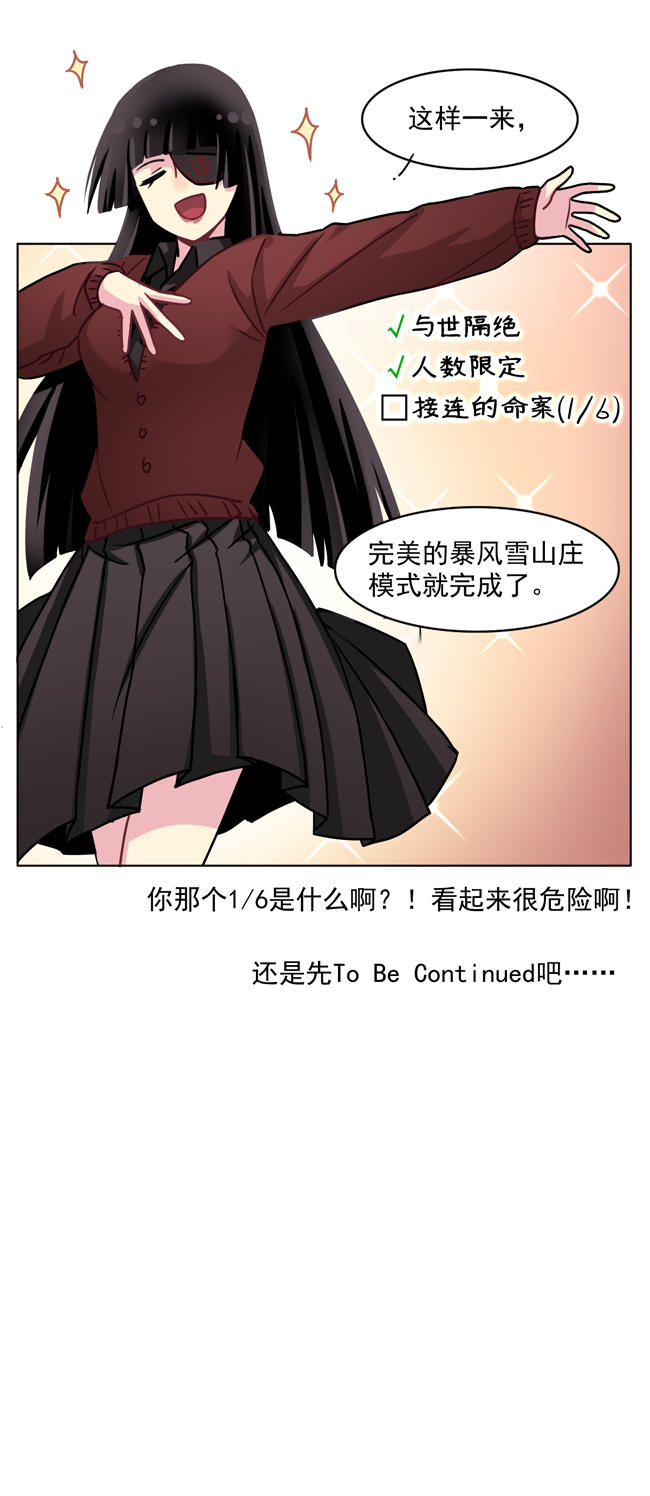 这样一来，
√与世隔绝
√人数限定
□接连的命案(1/6)
完美的暴风雪山庄
模式就完成了。
你那个1/6是什么啊？！看起来很危险啊！
还是先To Be Continued吧……